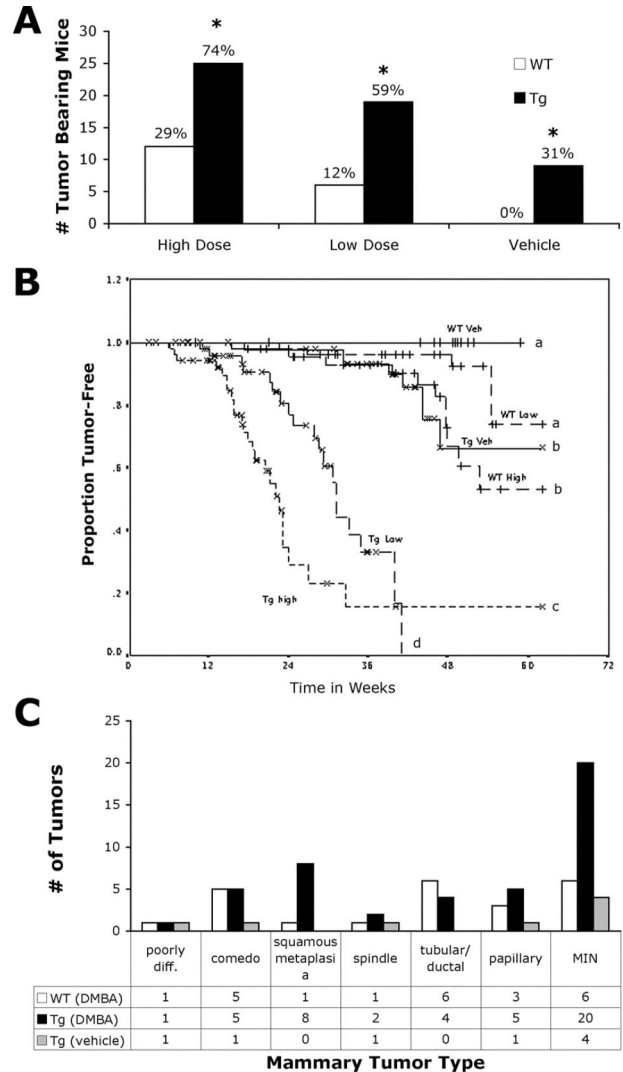 A
# Tumor Bearing Mice
30
25
20
15
10
5
0
*
74%
29%
*
59%
12%
*
31%
0%
WT
Tg
High Dose Low Dose Vehicle
B
Proportion Tumor-Free
1.2
1.0
.8
.6
.4
.2
0.0
WT Veh
a
WT Low
a
Tg Veh
b
WT High
b
Tg Low
Tg high
c
d
0 12 24 36 48 60 72
Time in Weeks
C
# of Tumors
25
20
15
10
5
0
poorly diff. comedo squamous metaplasia spindle tubular/ductal papillary MIN
WT (DMBA) 1 5 1 1 6 3 6
Tg (DMBA) 1 5 8 2 4 5 20
Tg (vehicle) 1 1 0 1 0 1 4
Mammary Tumor Type